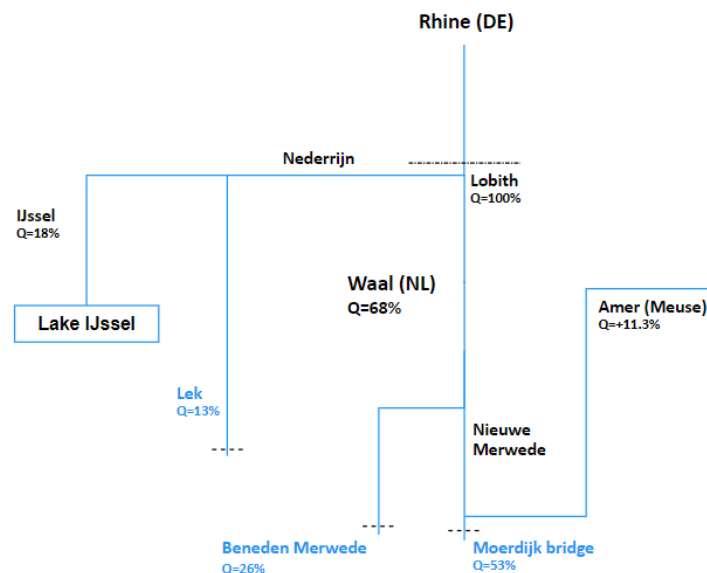 Rhine (DE)
Nederrijn
Lobith
Q=100%
IJssel
Q=18%
Waal (NL)
Q=68%
Amer (Meuse)
Q=+11.3%
Lake IJssel
Lek
Q=13%
Nieuwe
Merwede
Beneden Merwede
Q=26%
Moerdijk bridge
Q=53%